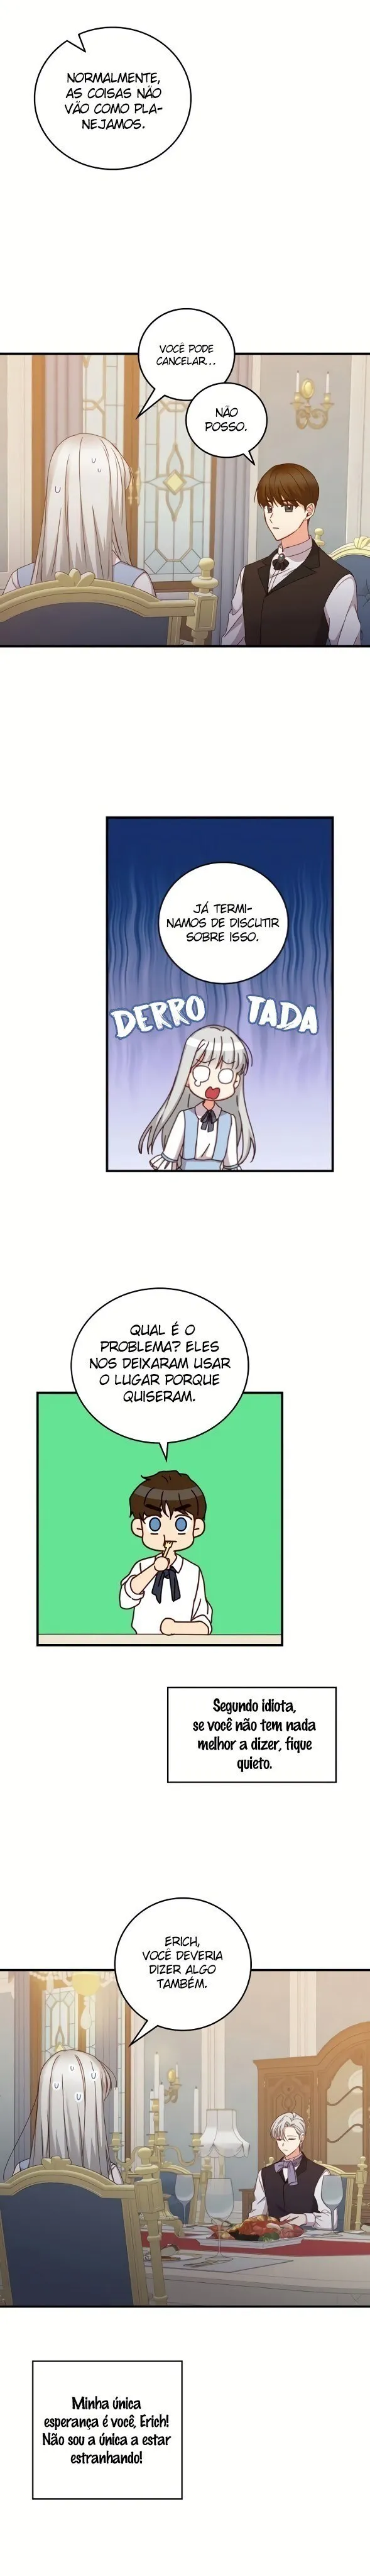 NORMALMENTE,
AS COISAS NÃO
VÃO COMO PLA-
NEJAMOS.
VOCÊ PODE
CANCELAR...
NÃO
POSSO.
JÁ TERMI-
NAMOS DE DISCUTIR
SOBRE ISSO.
DERRO TADA
QUAL É O
PROBLEMA? ELES
NOS DEIXARAM USAR
O LUGAR PORQUE
QUISERAM.
Segundo idiota,
se você não tem nada
melhor a dizer, fique
quieto.
ERICH,
VOCÊ DEVERIA
DIZER ALGO
TAMBÉM.
Minha única
esperança é você, Erich!
Não sou a única a estar
estranhando!